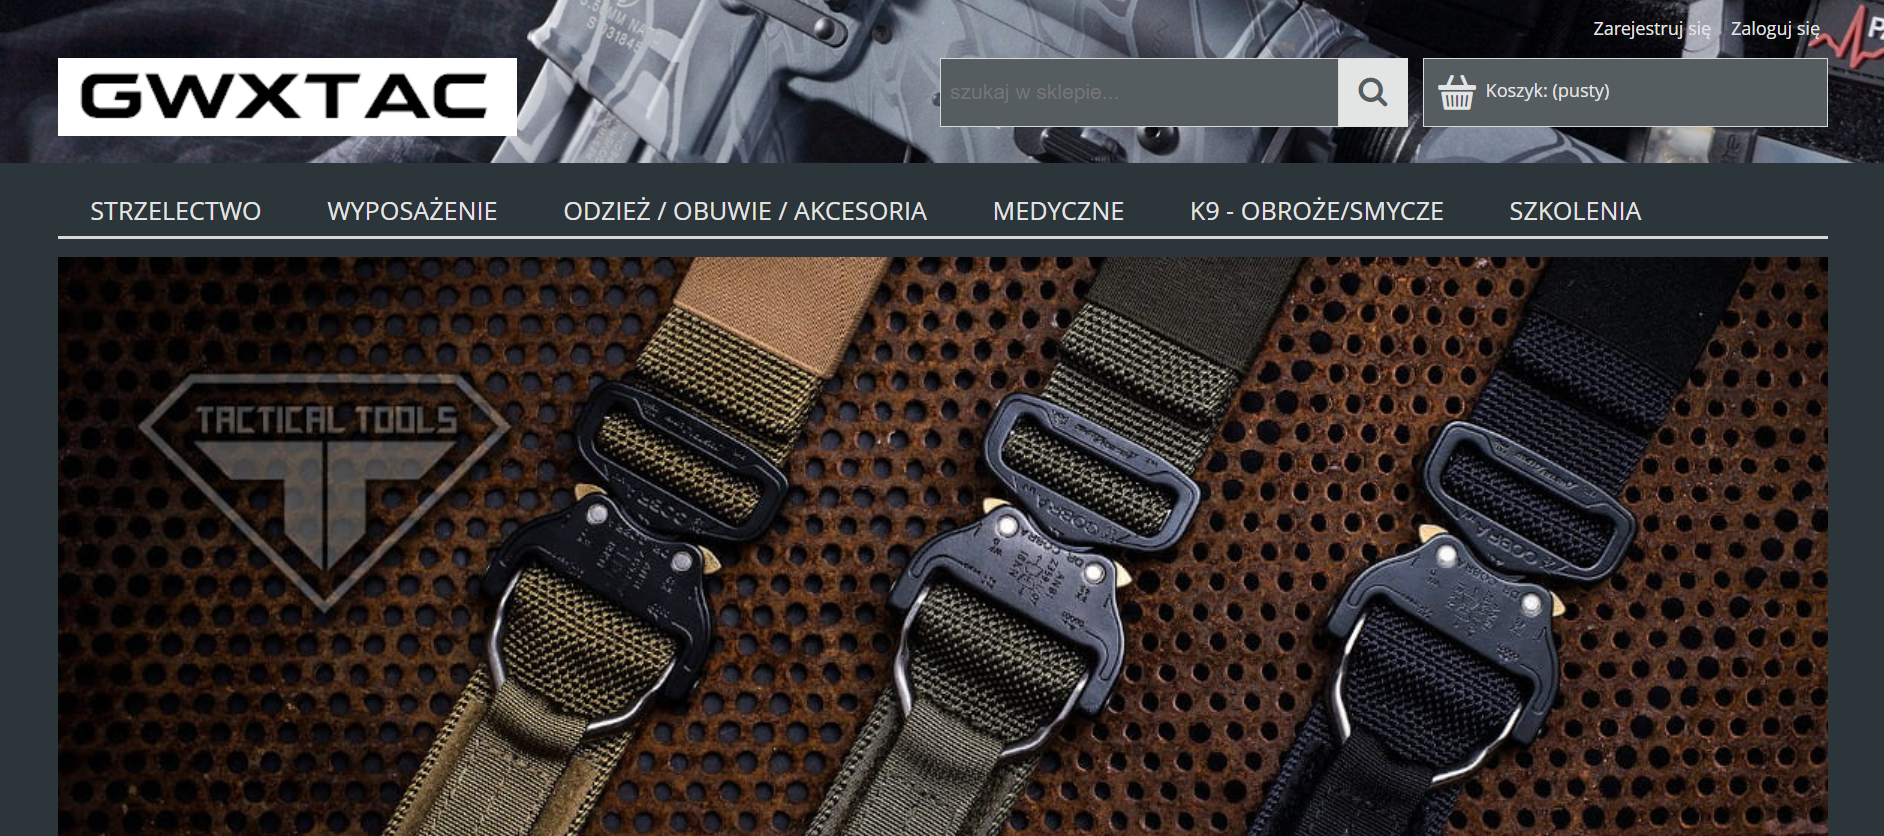 Zarejestruj się Zaloguj się
GWXTAC
szukaj w sklepie...
Koszyk: (pusty)
STRZELECTWO WYPOSAŻENIE ODZIEŻ / OBUWIE / AKCESORIA MEDYCZNE K9 - OBROŻE/SMYCZE SZKOLENIA
TACTICAL TOOLS
COBRA
COBRA